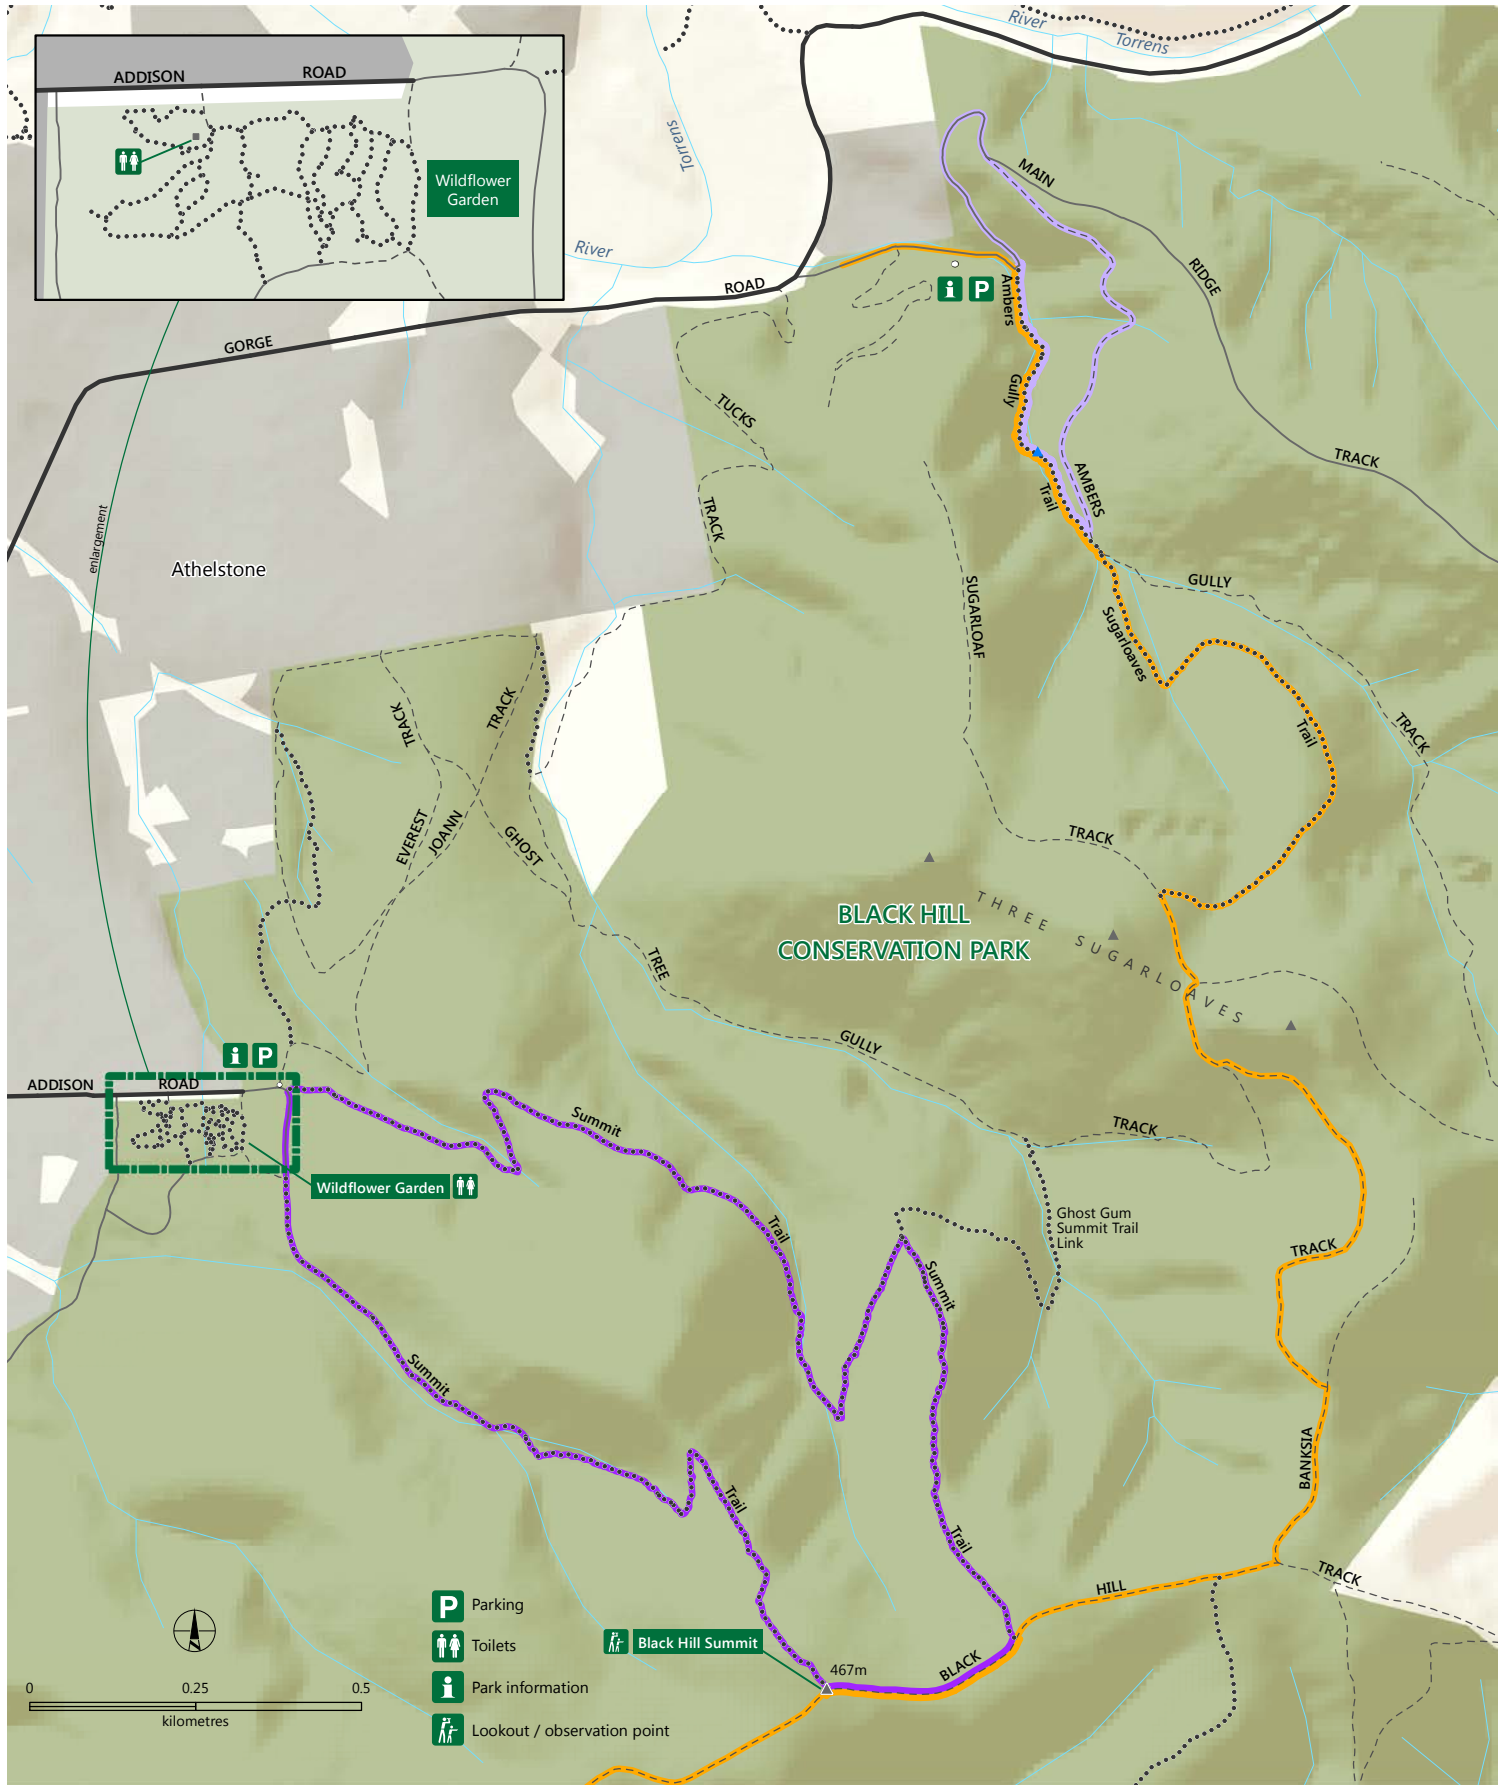 River
Torrens
ADDISON ROAD
Wildflower
Garden
Torrens
River
ROAD
GORGE
MAIN
RIDGE
TRACK
Ambers
Gully
Trail
AMBERS
GULLY
TRACK
TUCKS
TRACK
enlargement
Athelstone
SUGARLOAF
TRACK
Sugarloaves
Trail
TRACK
EVEREST
TRACK
JOANN
GHOST
TREE
GULLY
TRACK
BLACK HILL
CONSERVATION PARK
THREE SUGARLOAVES
P
ADDISON ROAD
Wildflower Garden
Summit
Trail
Summit
Trail
Ghost Gum
Summit Trail
Link
Summit
Trail
TRACK
BANKSIA
TRACK
HILL
BLACK
P
Black Hill Summit
467m
P Parking
Toilets
Park information
Lookout / observation point
0 0.25 0.5
kilometres